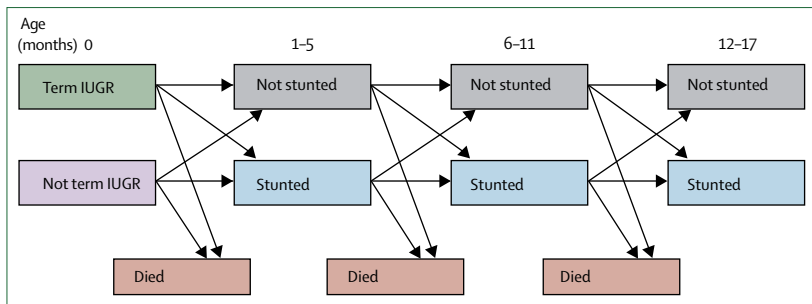 Age
(months) 0 1–5 6–11 12–17
Term IUGR Not stunted Not stunted Not stunted
Not term IUGR Stunted Stunted Stunted
Died Died Died